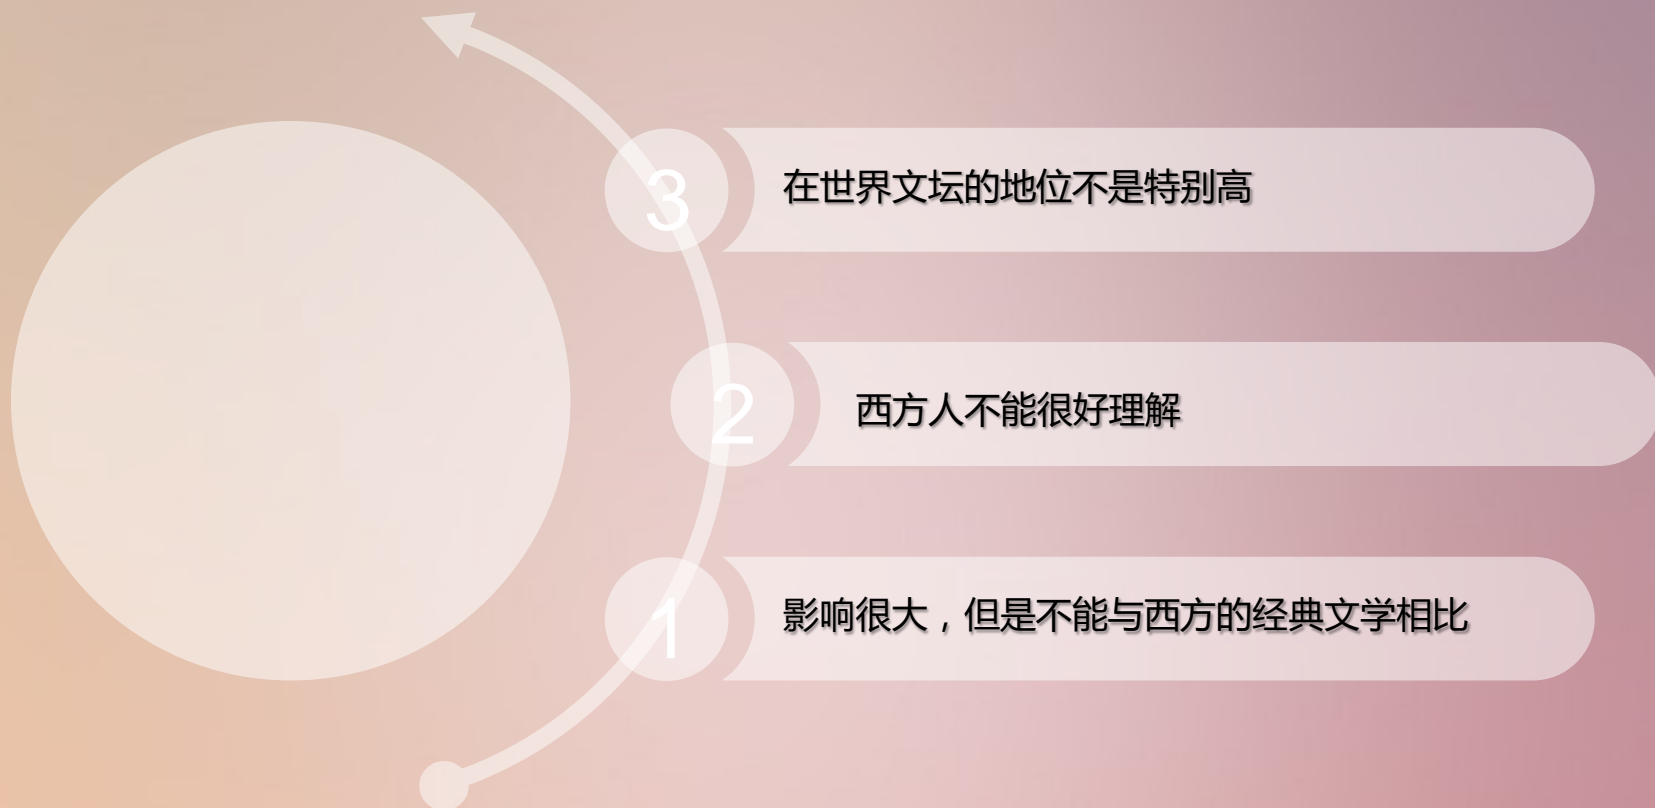 3 在世界文坛的地位不是特别高
2 西方人不能很好理解
1 影响很大，但是不能与西方的经典文学相比